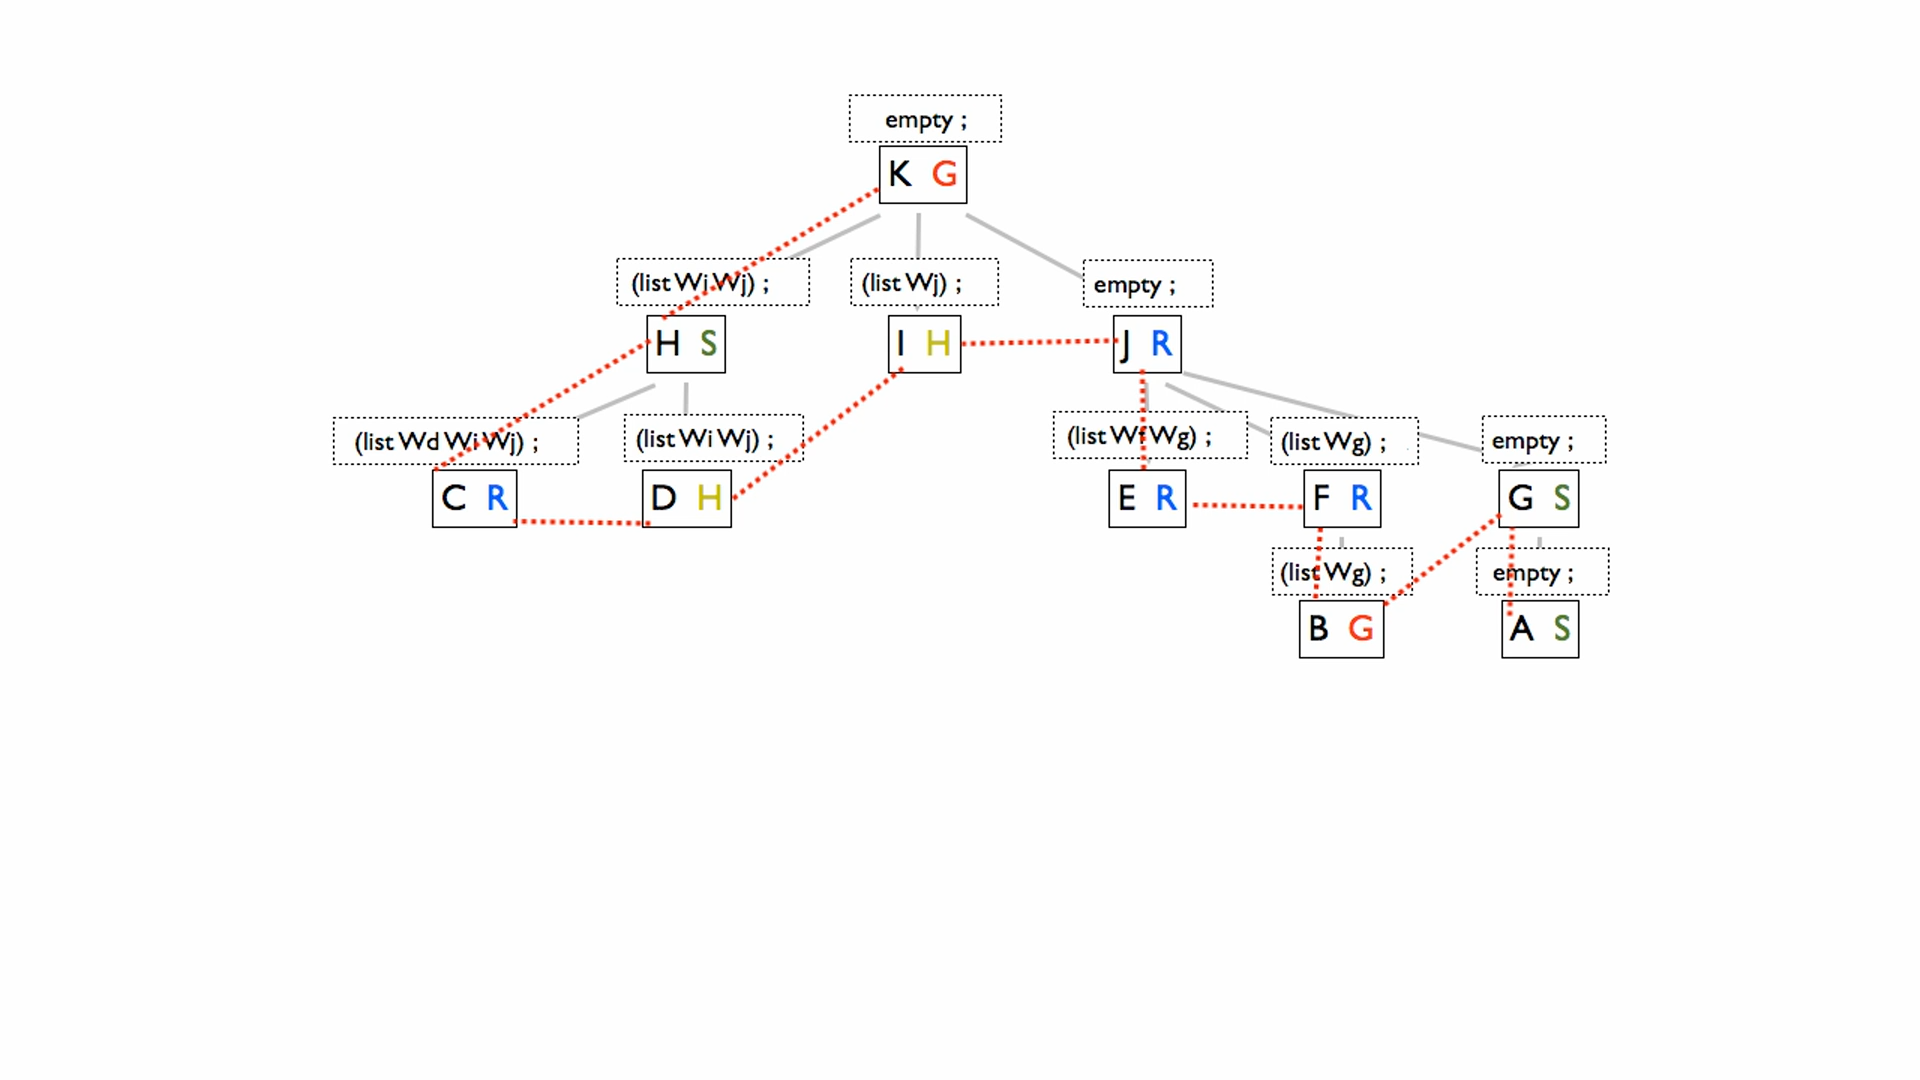 empty ;
K G
(list Wi Wj) ;
(list Wj) ;
empty ;
H S
I H
J R
(list Wd Wi Wj) ;
(list Wi Wj) ;
(list Wf Wg) ;
(list Wg) ;
empty ;
C R
D H
E R
F R
G S
(list Wg) ;
empty ;
B G
A S